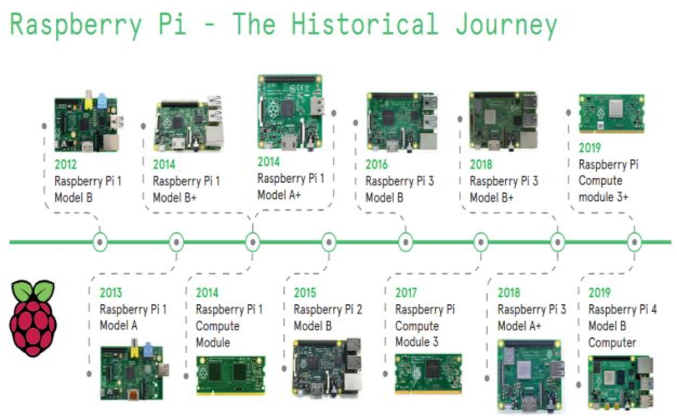 Raspberry Pi - The Historical Journey
2012
Raspberry Pi 1
Model B
2014
Raspberry Pi 1
Model B+
2014
Raspberry Pi 1
Model A+
2016
Raspberry Pi 3
Model B
2018
Raspberry Pi 3
Model B+
2019
Raspberry Pi
Compute
module 3+
2013
Raspberry Pi 1
Model A
2014
Raspberry Pi 1
Compute
Module
2015
Raspberry Pi 2
Model B
2017
Raspberry Pi
Compute
Module 3
2018
Raspberry Pi 3
Model A+
2019
Raspberry Pi 4
Model B
Computer